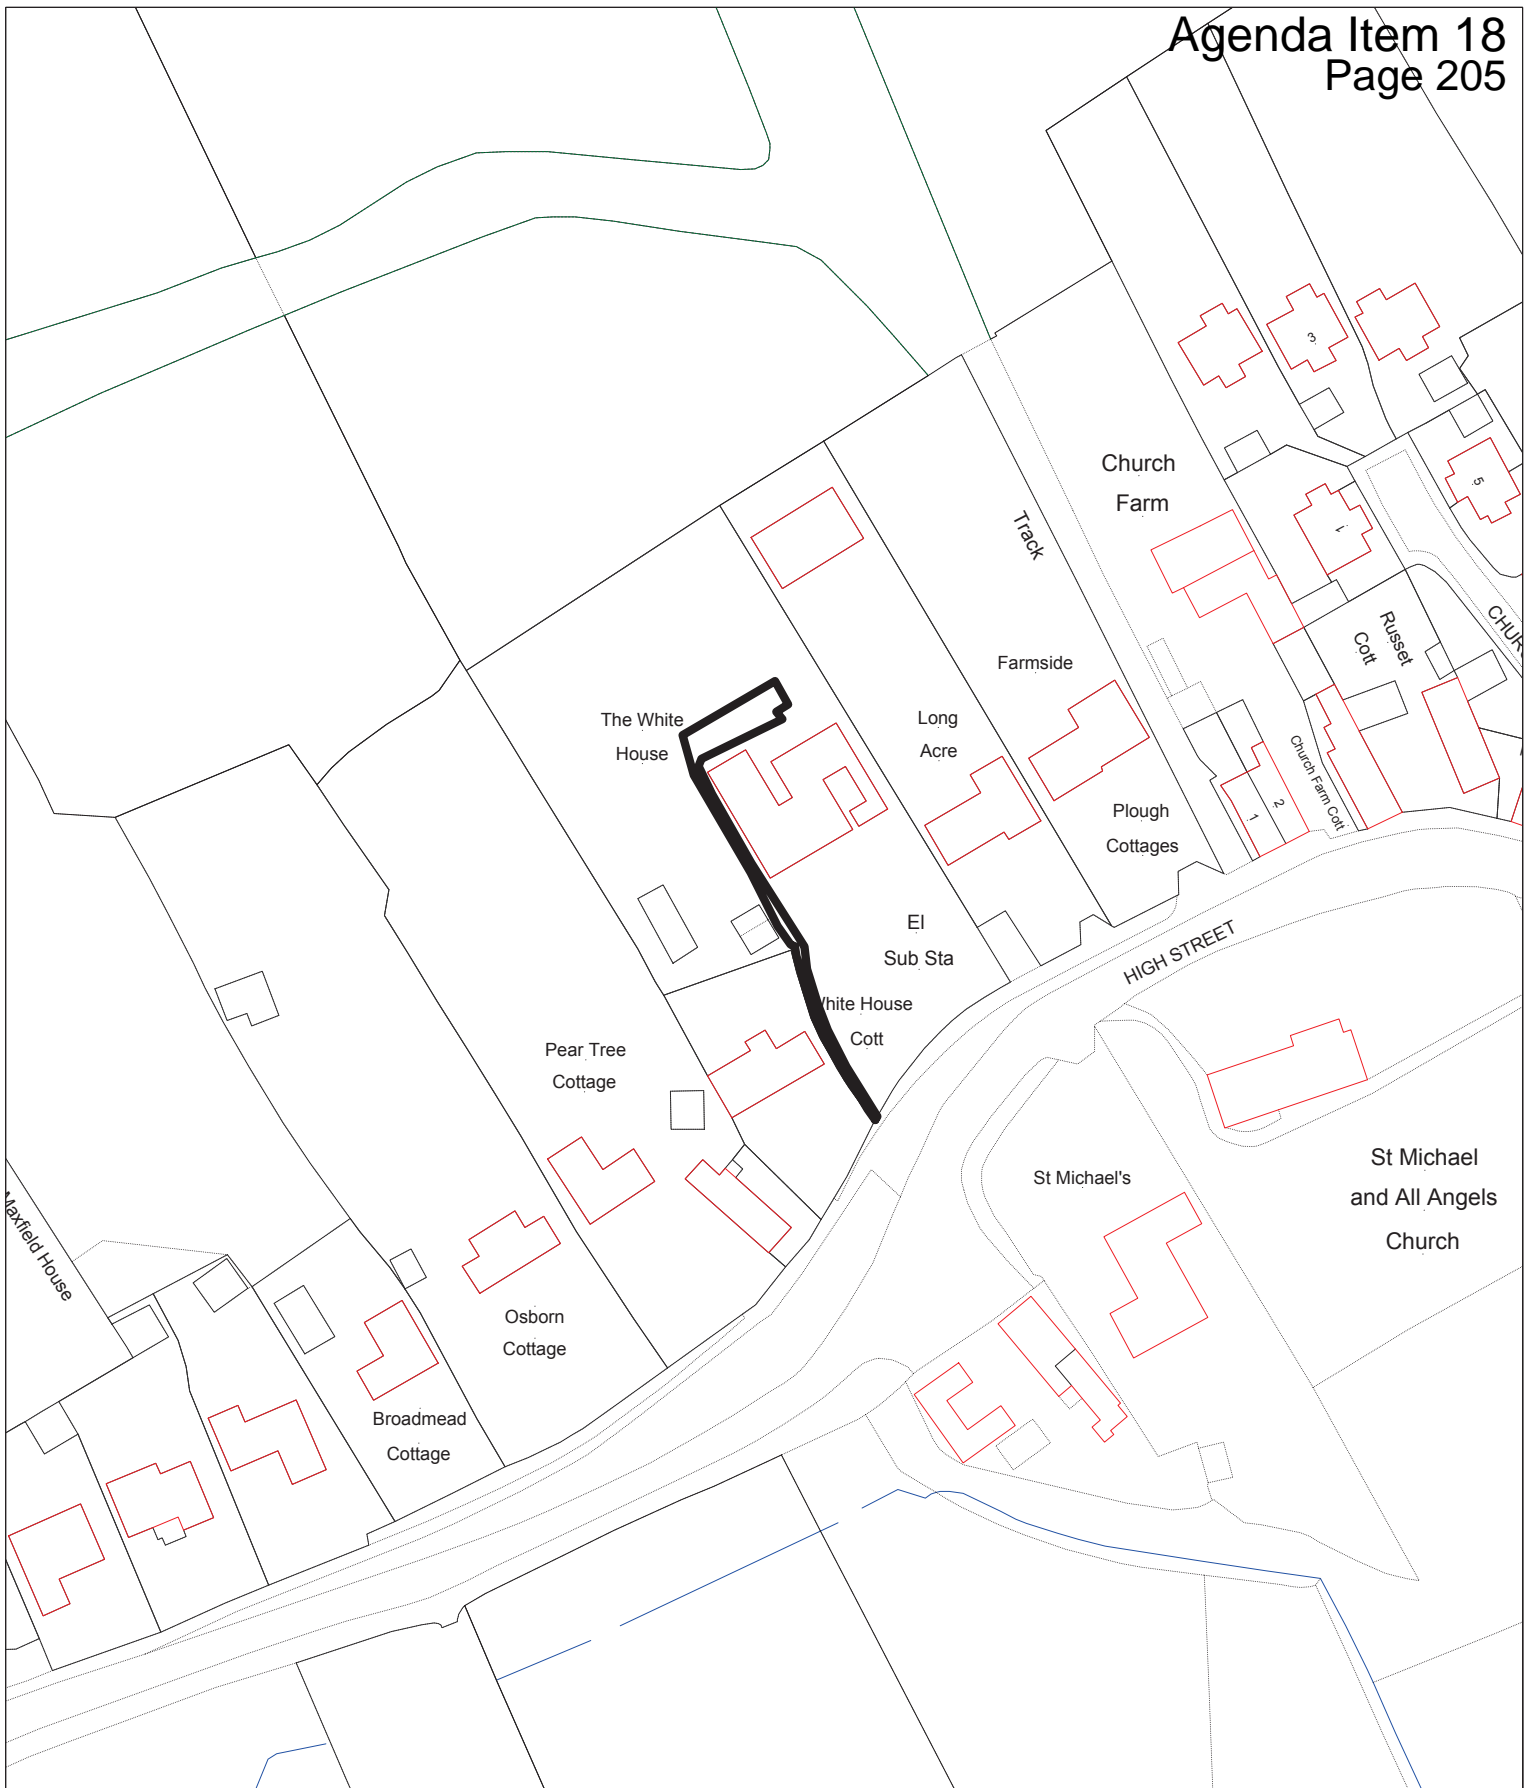 Agenda Item 18
Page 205
3
Church
Farm
5
1
Track
Russet
Cott
Farmside
The White
House
Long
Acre
Church Farm Cott
Plough
Cottages
1
2
El
Sub Sta
HIGH STREET
House
Cott
Pear Tree
Cottage
St Michael's
St Michael
and All Angels
Church
Maxfield House
Osborn
Cottage
Broadmead
Cottage